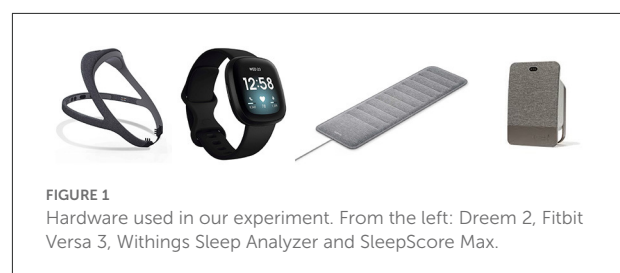 12:58
FIGURE 1
Hardware used in our experiment. From the left: Dreem 2, Fitbit
Versa 3, Withings Sleep Analyzer and SleepScore Max.